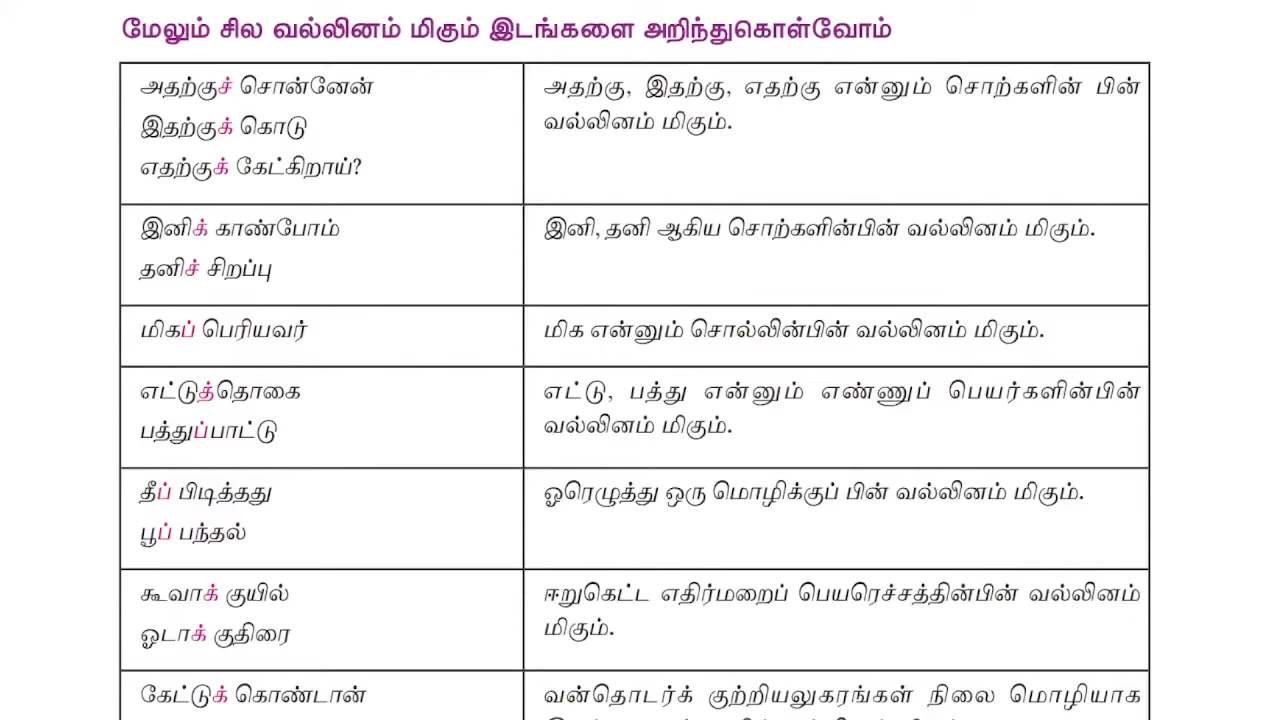 மேலும் சில வல்லினம் மிகும் இடங்களை அறிந்துகொள்வோம்
அதற்குச் சொன்னேன்
இதற்குக் கொடு
எதற்குக் கேட்கிறாய்?
அதற்கு, இதற்கு, எதற்கு என்னும் சொற்களின் பின்
வல்லினம் மிகும்.
இனிக் காண்போம்
தனிச் சிறப்பு
இனி, தனி ஆகிய சொற்களின்பின் வல்லினம் மிகும்.
மிகப் பெரியவர்
மிக என்னும் சொல்லின்பின் வல்லினம் மிகும்.
எட்டுத்தொகை
பத்துப்பாட்டு
எட்டு, பத்து என்னும் எண்ணுப் பெயர்களின்பின்
வல்லினம் மிகும்.
தீப் பிடித்தது
பூப் பந்தல்
ஓரெழுத்து ஒரு மொழிக்குப் பின் வல்லினம் மிகும்.
கூவாக் குயில்
ஓடாக் குதிரை
ஈறுகெட்ட எதிர்மறைப் பெயரெச்சத்தின்பின் வல்லினம்
மிகும்.
கேட்டுக் கொண்டான்
வன்தொடர்க் குற்றியலுகரங்கள் நிலை மொழியாக